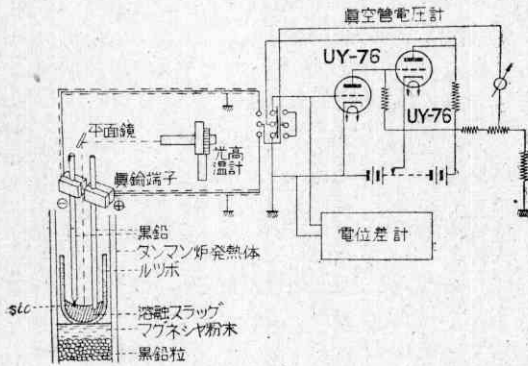 眞空管電圧計
UY-76
UY-76
平面鏡
光高温計
眞鍮端子
⊖
⊕
電位差計
黒鉛
タンマン炉発熱体
ルツボ
SiC
溶融スラッグ
マグネシヤ粉末
黒鉛粒